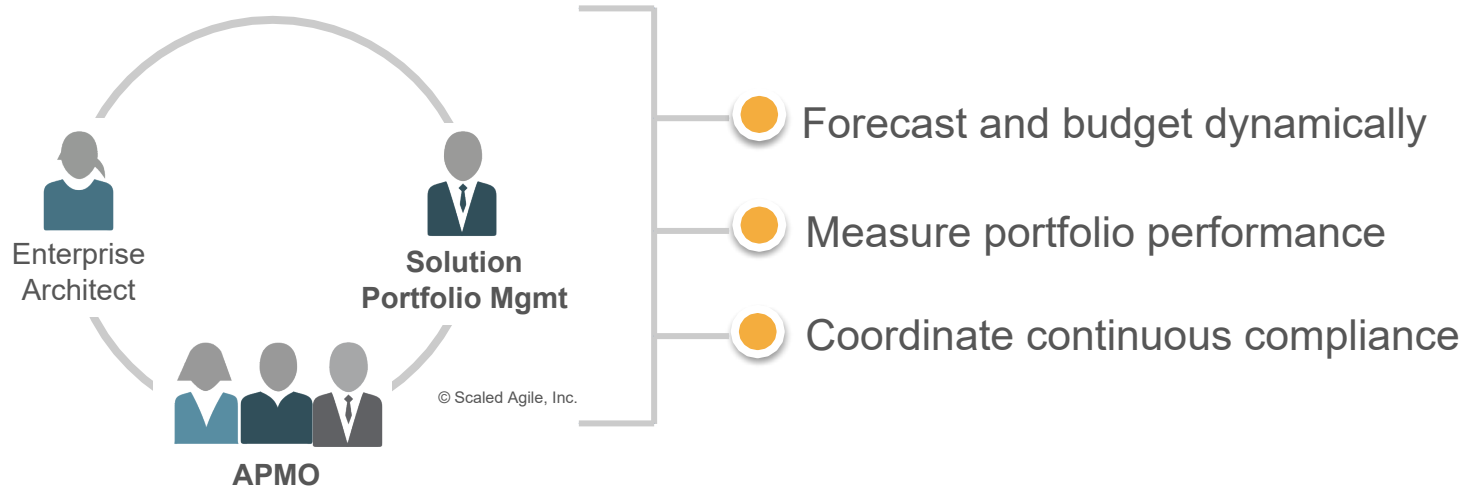 Enterprise
Architect
Solution
Portfolio Mgmt
APMO
© Scaled Agile, Inc.
Forecast and budget dynamically
Measure portfolio performance
Coordinate continuous compliance